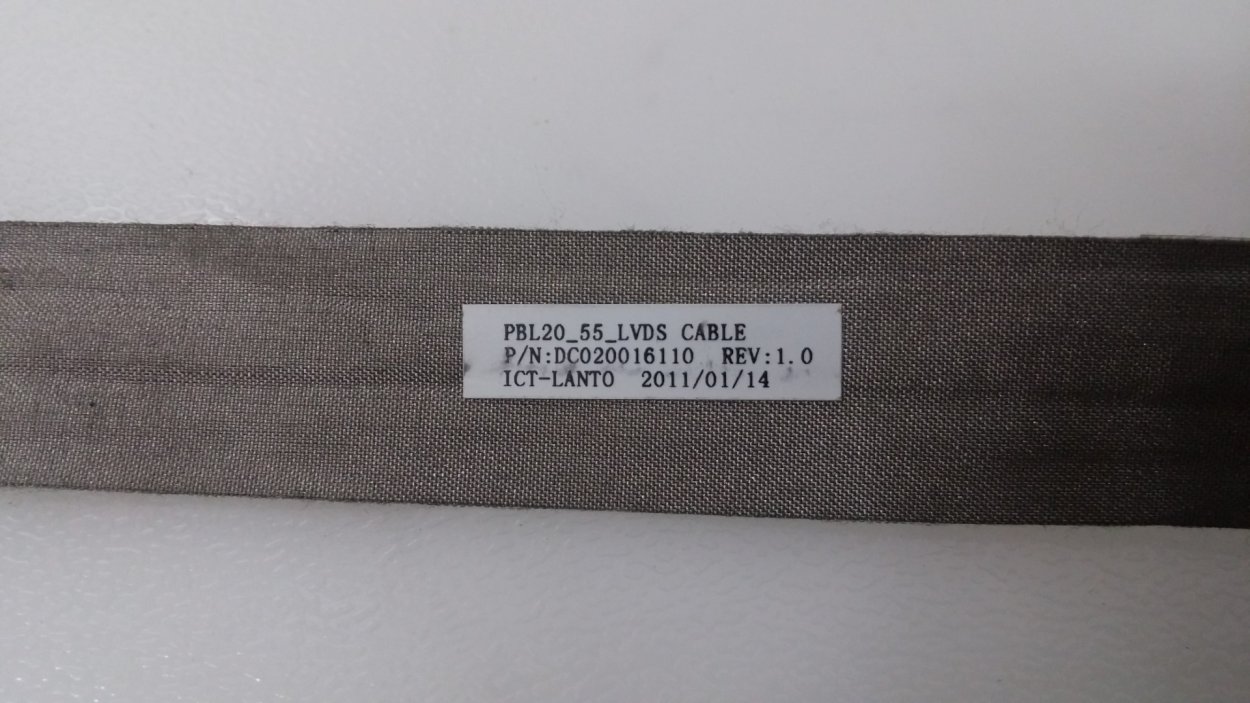 PBL20_55_LVDS CABLE
P/N:DC020016110 REV:1.0
ICT-LANTO 2011/01/14